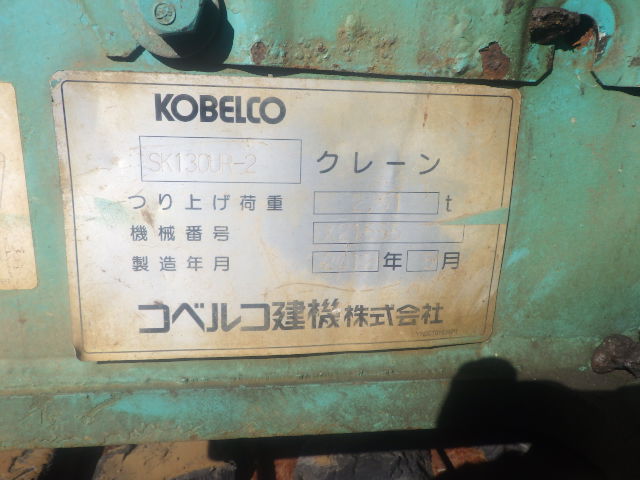 KOBELCO
SK130UR-2 クレーン
つり上げ荷重 t
機械番号
製造年月 年 月
コベルコ建機株式会社